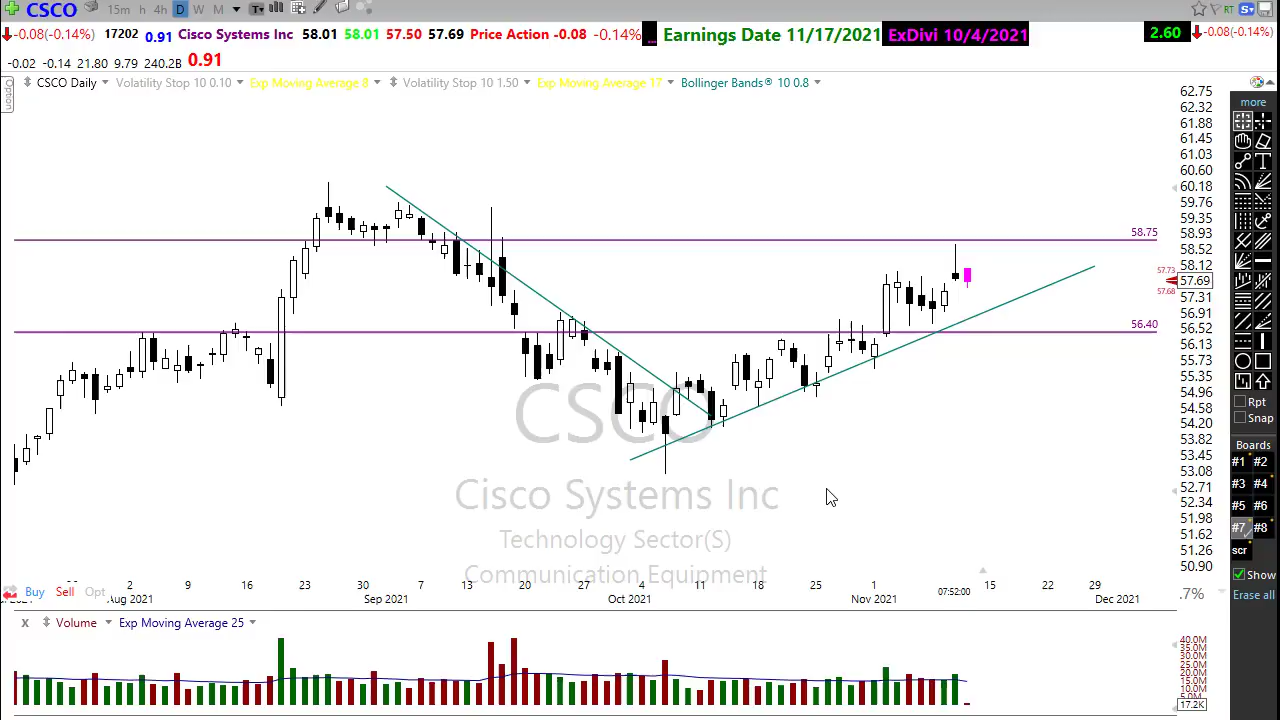 CSCO 15m h 4h D W M T RT S
-0.08(-0.14%) 17202 0.91 Cisco Systems Inc 58.01 58.01 57.50 57.69 Price Action -0.08 -0.14% ... Earnings Date 11/17/2021 ExDivi 10/4/2021 2.60 -0.08(-0.14%)
-0.02 -0.14 21.80 9.79 240.2B 0.91
Option
CSCO Daily Volatility Stop 10 0.10 Exp Moving Average 8 Volatility Stop 10 1.50 Exp Moving Average 17 Bollinger Bands® 10 0.8
62.75
62.32
61.88
61.45
61.03
60.60
60.18
59.76
59.35
58.93
58.52
58.12
57.69
57.31
56.91
56.52
56.13
55.73
55.35
54.96
54.58
54.20
53.82
53.45
53.08
52.71
52.34
51.98
51.62
51.26
50.90
58.75
57.73
57.68
56.40
CSCO
Cisco Systems Inc
Technology Sector(S)
Communication Equipment
2 9 16 23 30 7 13 20 27 4 11 18 25 1 15 22 29
Buy Sell Opt Aug 2021 Sep 2021 Oct 2021 Nov 2021 07:52:00 Dec 2021 .7%
x Volume Exp Moving Average 25
40.0M
35.0M
30.0M
25.0M
20.0M
15.0M
10.0M
5.0M
17.2K
more
T
Rpt
Snap
Boards
#1 #2
#3 #4
#5 #6
#7 #8
scr
Show
Erase all